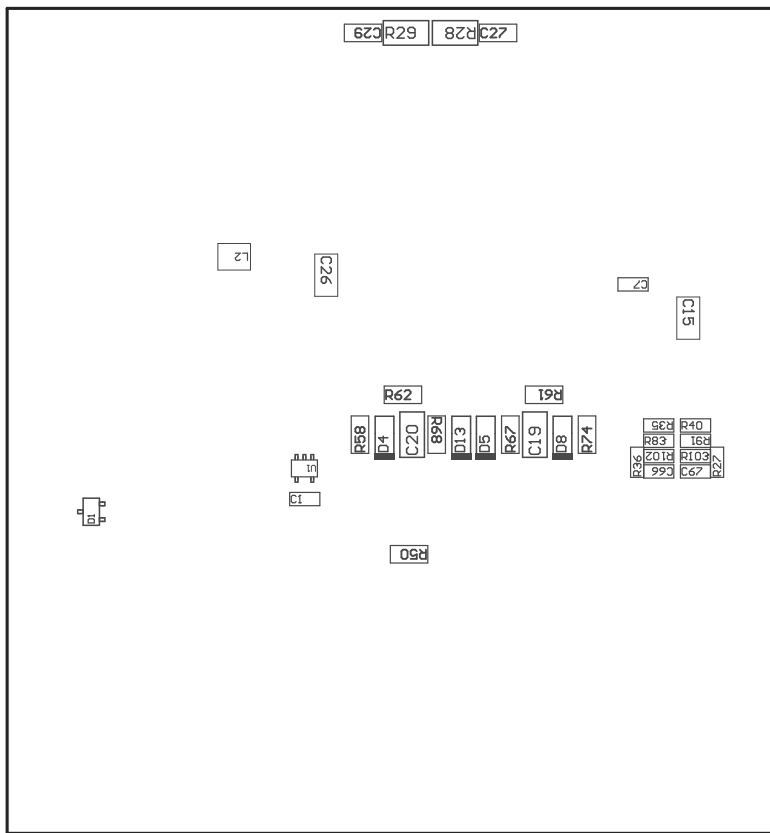 C29 R29 R28 C27
L2
C26
C7
C15
R62 R61
R58 D4 C20 R68 D13 D5 R67 C19 D8 R74
R35 R40
R83 R91
R36 R102 R103 R27
C66 C67
U1
C1
D1
R50